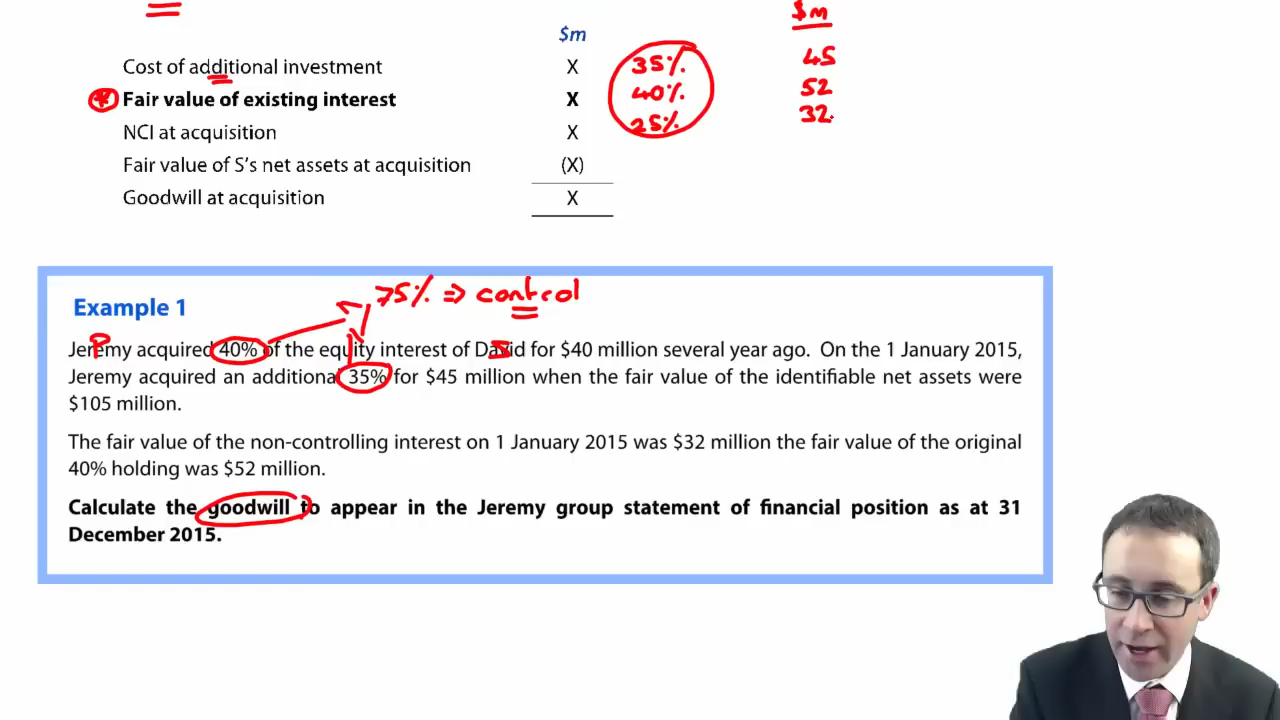 $m
$m
Cost of additional investment X 35% 45
Fair value of existing interest X 40% 52
NCI at acquisition X 25% 32
Fair value of S's net assets at acquisition (X)
Goodwill at acquisition X
75% ⇒ control
Example 1
P S
Jeremy acquired 40% of the equity interest of David for $40 million several year ago. On the 1 January 2015,
Jeremy acquired an additional 35% for $45 million when the fair value of the identifiable net assets were
$105 million.
The fair value of the non-controlling interest on 1 January 2015 was $32 million the fair value of the original
40% holding was $52 million.
Calculate the goodwill to appear in the Jeremy group statement of financial position as at 31
December 2015.